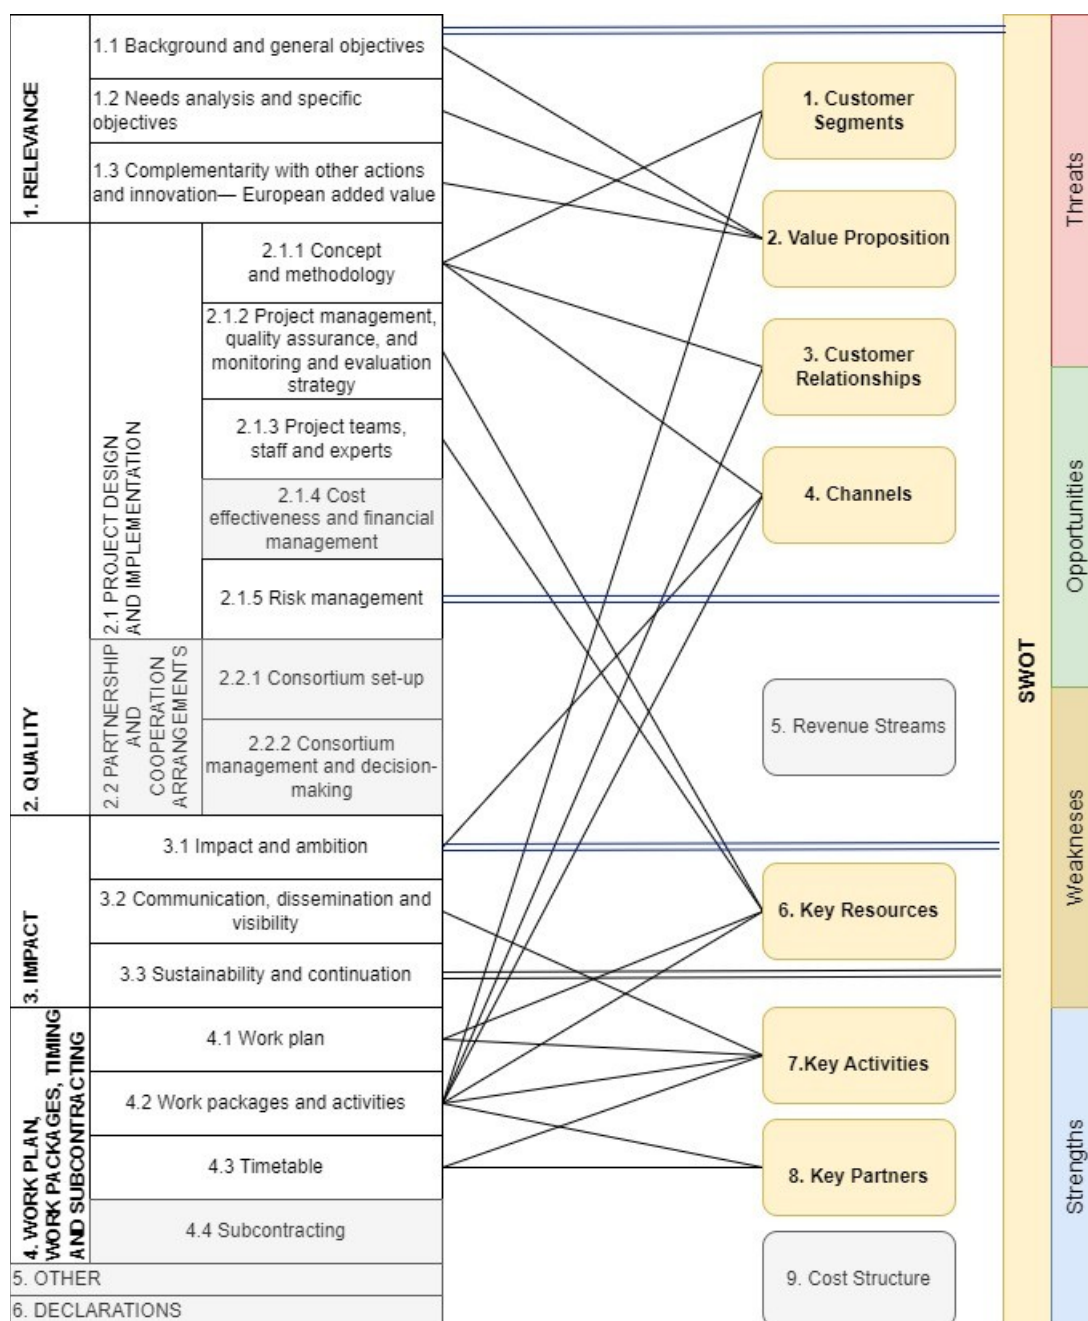 1. RELEVANCE
1.1 Background and general objectives
1.2 Needs analysis and specific
objectives
1.3 Complementarity with other actions
and innovation— European added value
2. QUALITY
2.1 PROJECT DESIGN
AND IMPLEMENTATION
2.1.1 Concept
and methodology
2.1.2 Project management,
quality assurance, and
monitoring and evaluation
strategy
2.1.3 Project teams,
staff and experts
2.1.4 Cost
effectiveness and financial
management
2.1.5 Risk management
2.2 PARTNERSHIP
AND
COOPERATION
ARRANGEMENTS
2.2.1 Consortium set-up
2.2.2 Consortium
management and decision-
making
3. IMPACT
3.1 Impact and ambition
3.2 Communication, dissemination and
visibility
3.3 Sustainability and continuation
4. WORK PLAN,
WORK PACKAGES, TIMING
AND SUBCONTRACTING
4.1 Work plan
4.2 Work packages and activities
4.3 Timetable
4.4 Subcontracting
5. OTHER
6. DECLARATIONS
1. Customer
Segments
2. Value Proposition
3. Customer
Relationships
4. Channels
5. Revenue Streams
6. Key Resources
7.Key Activities
8. Key Partners
9. Cost Structure
SWOT
Threats
Opportunities
Weakneses
Strengths